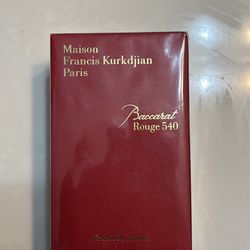 Maison
Francis Kurkdjian
Paris
Baccarat
Rouge 540